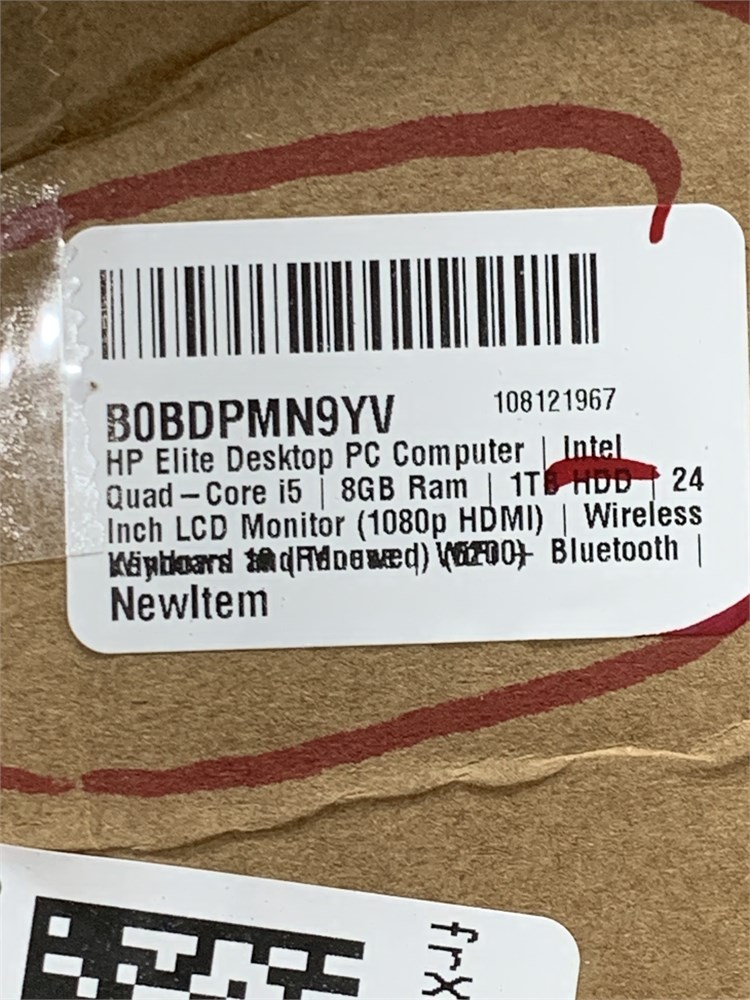 B0BDPMN9YV
108121967
HP Elite Desktop PC Computer | Intel
Quad-Core i5 | 8GB Ram | 1TB HDD | 24
Inch LCD Monitor (1080p HDMI) | Wireless
Bluetooth |
NewItem
frX